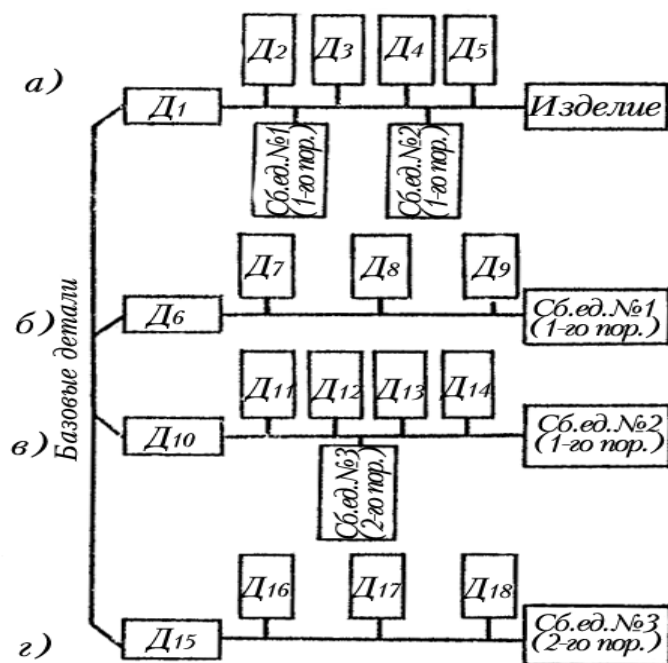 Д2
Д3
Д4
Д5
а)
Д1
Изделие
Сб.ед.№1
(1-го пор.)
Сб.ед.№2
(1-го пор.)
Базовые детали
Д7
Д8
Д9
б)
Д6
Сб.ед.№1
(1-го пор.)
Д11
Д12
Д13
Д14
в)
Д10
Сб.ед.№2
(1-го пор.)
Сб.ед.№3
(2-го пор.)
Д16
Д17
Д18
г)
Д15
Сб.ед.№3
(2-го пор.)